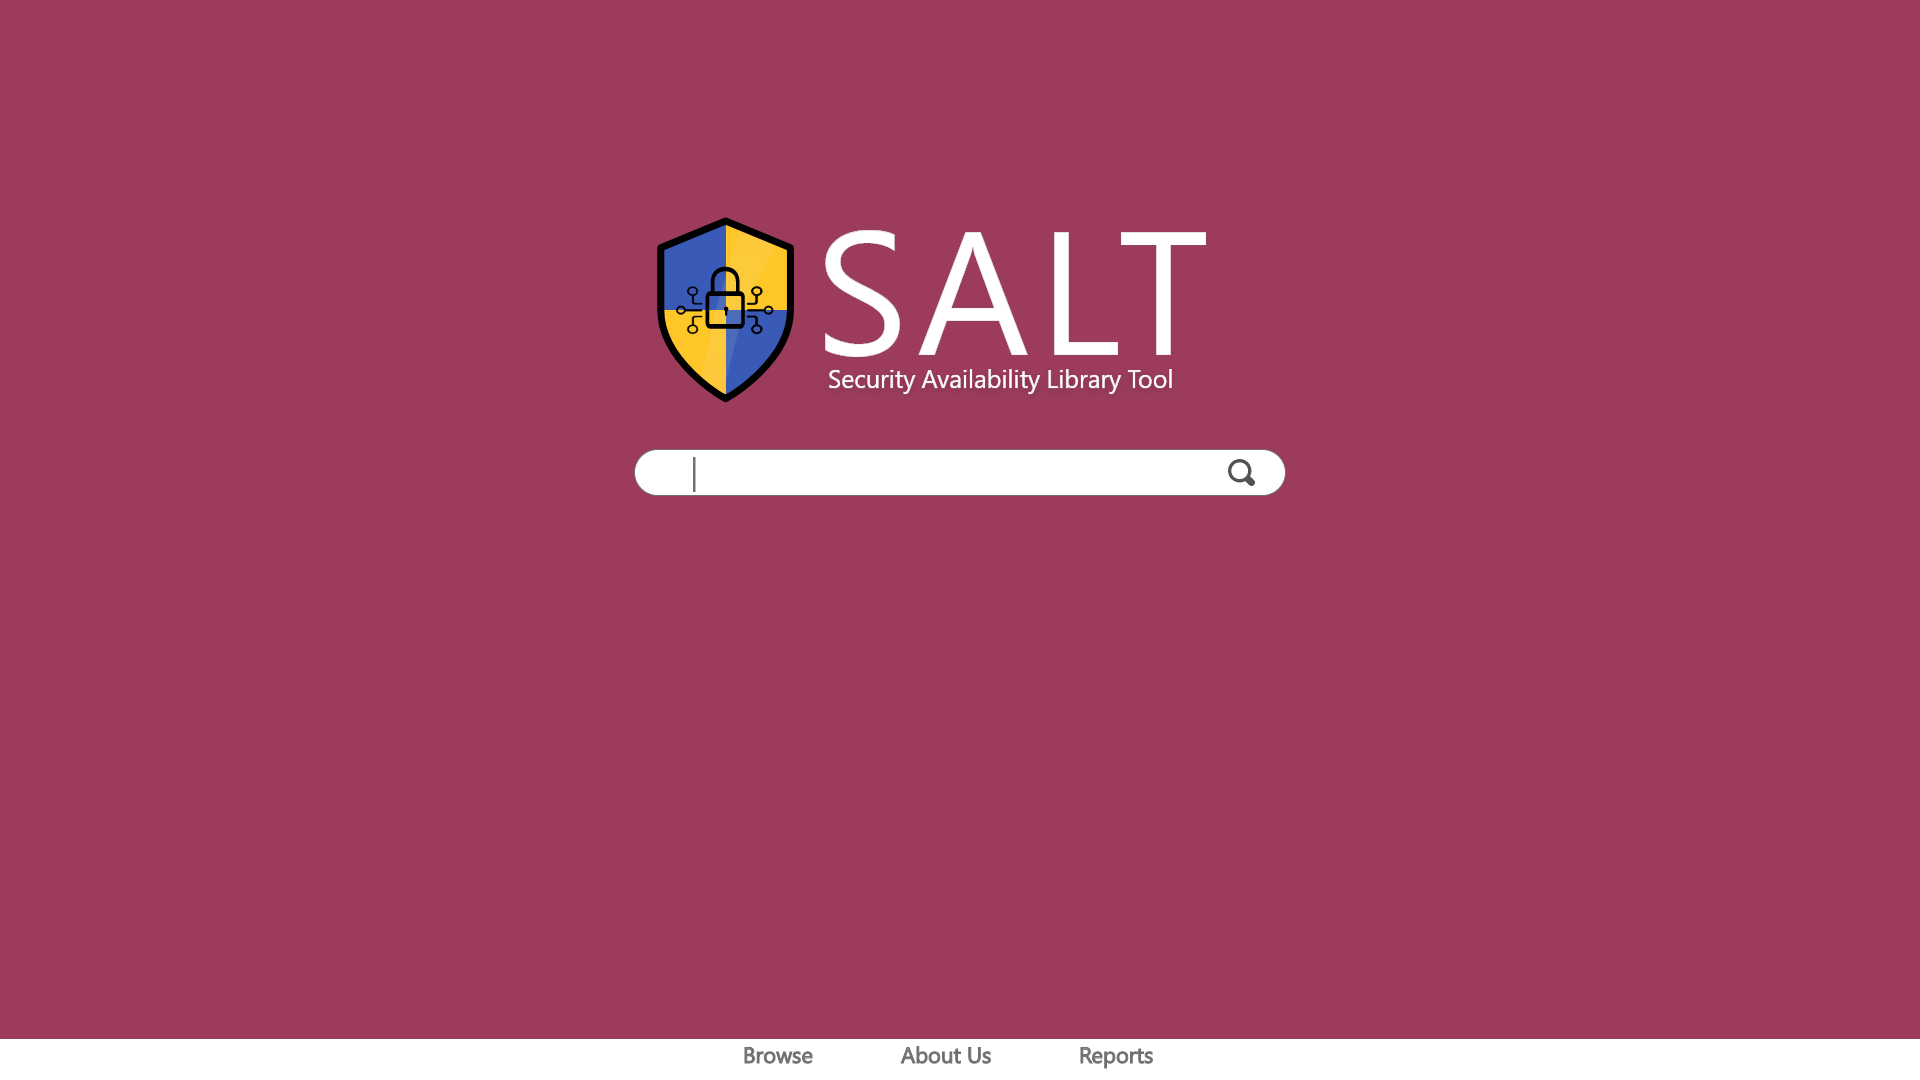 SALT
Security Availability Library Tool
Browse
About Us
Reports